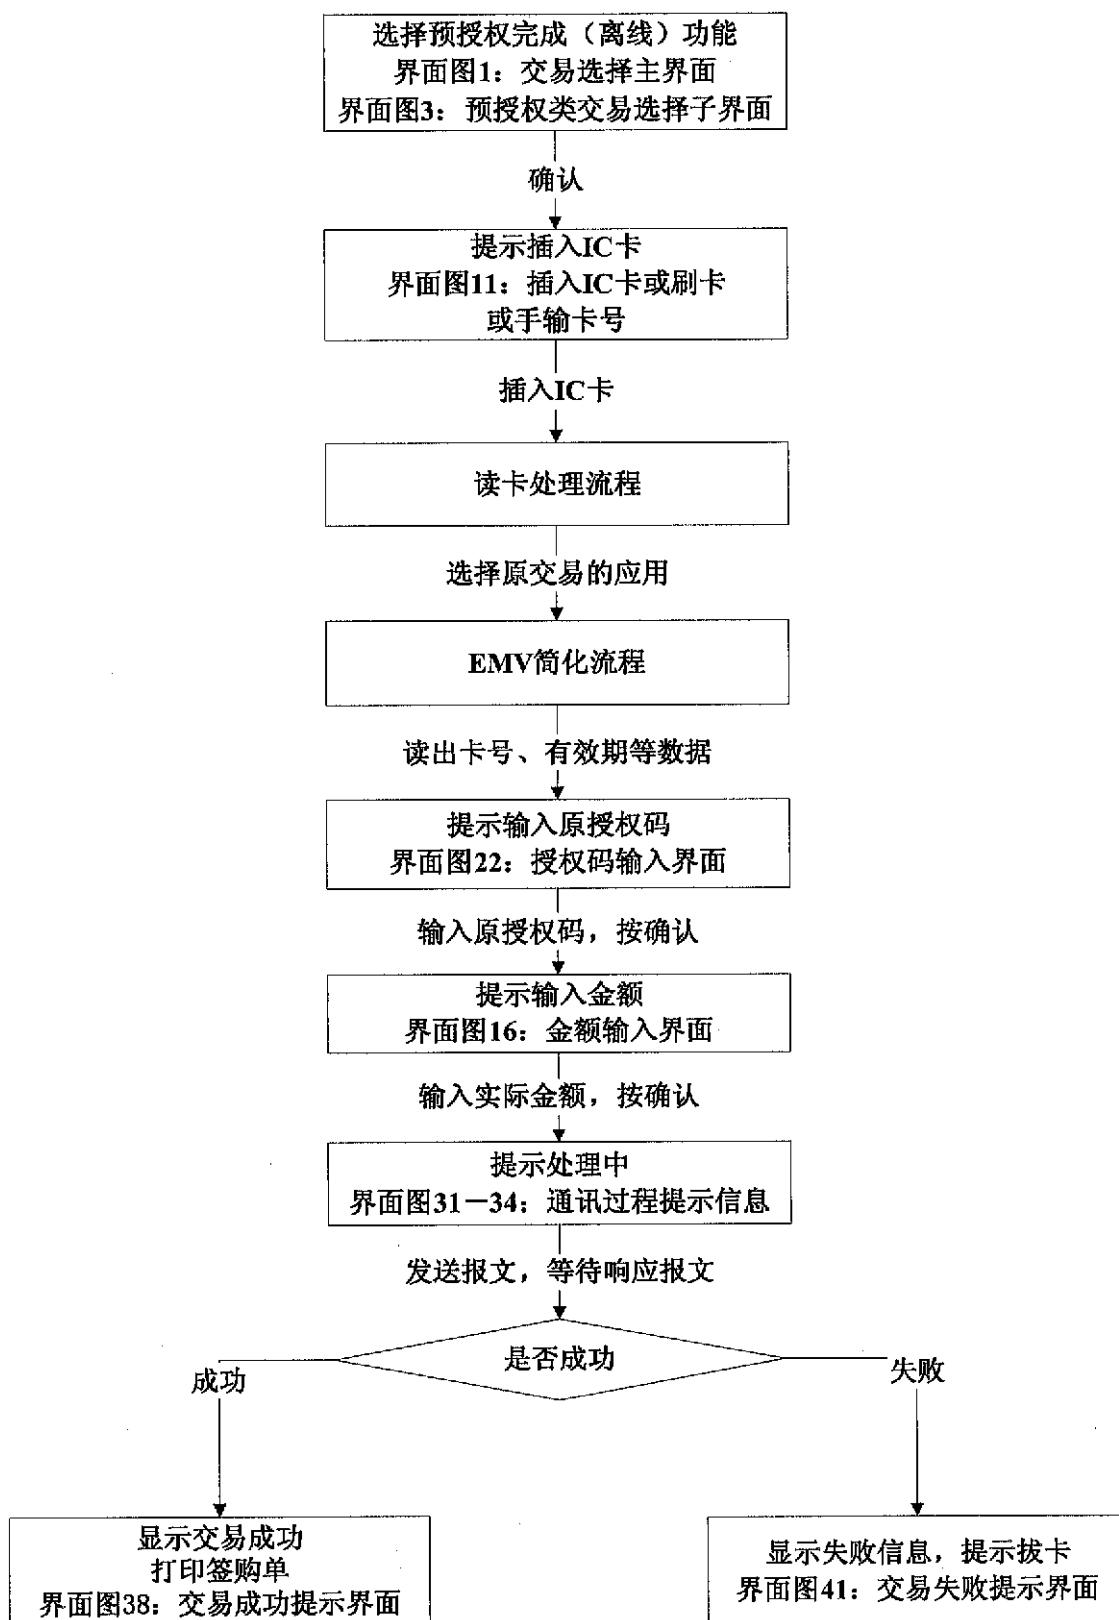 选择预授权完成（离线）功能
界面图1：交易选择主界面
界面图3：预授权类交易选择子界面
确认
提示插入IC卡
界面图11：插入IC卡或刷卡
或手输卡号
插入IC卡
读卡处理流程
选择原交易的应用
EMV简化流程
读出卡号、有效期等数据
提示输入原授权码
界面图22：授权码输入界面
输入原授权码，按确认
提示输入金额
界面图16：金额输入界面
输入实际金额，按确认
提示处理中
界面图31－34：通讯过程提示信息
发送报文，等待响应报文
是否成功
成功
失败
显示交易成功
打印签购单
界面图38：交易成功提示界面
显示失败信息，提示拔卡
界面图41：交易失败提示界面